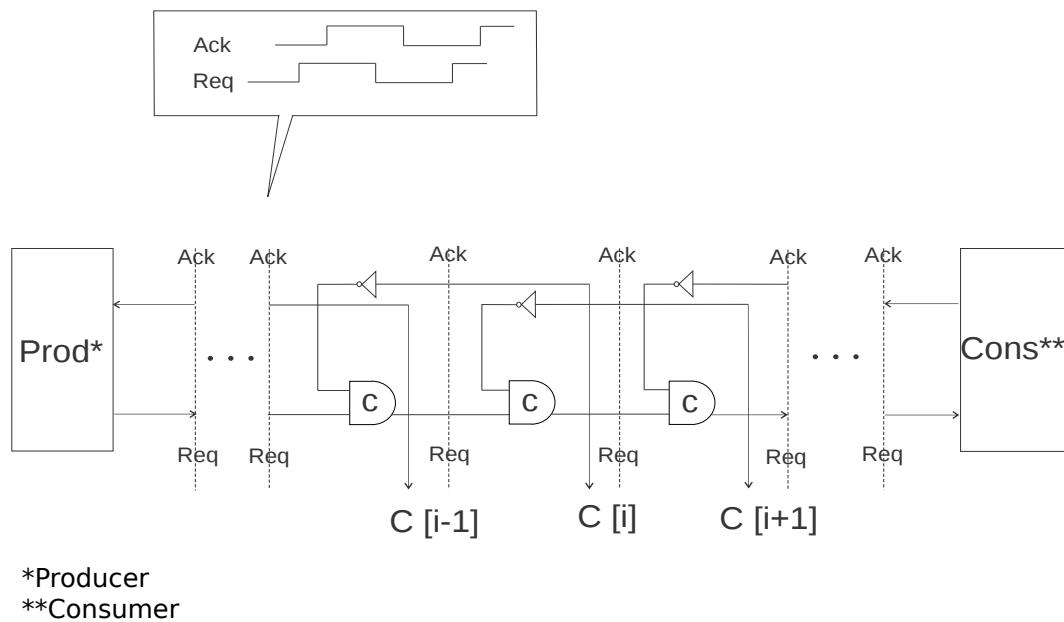 Ack
Req
Ack Ack Ack Ack Ack Ack
Prod* . . . . . . Cons**
C C C
Req Req Req Req Req Req
C [i-1] C [i] C [i+1]
*Producer
**Consumer